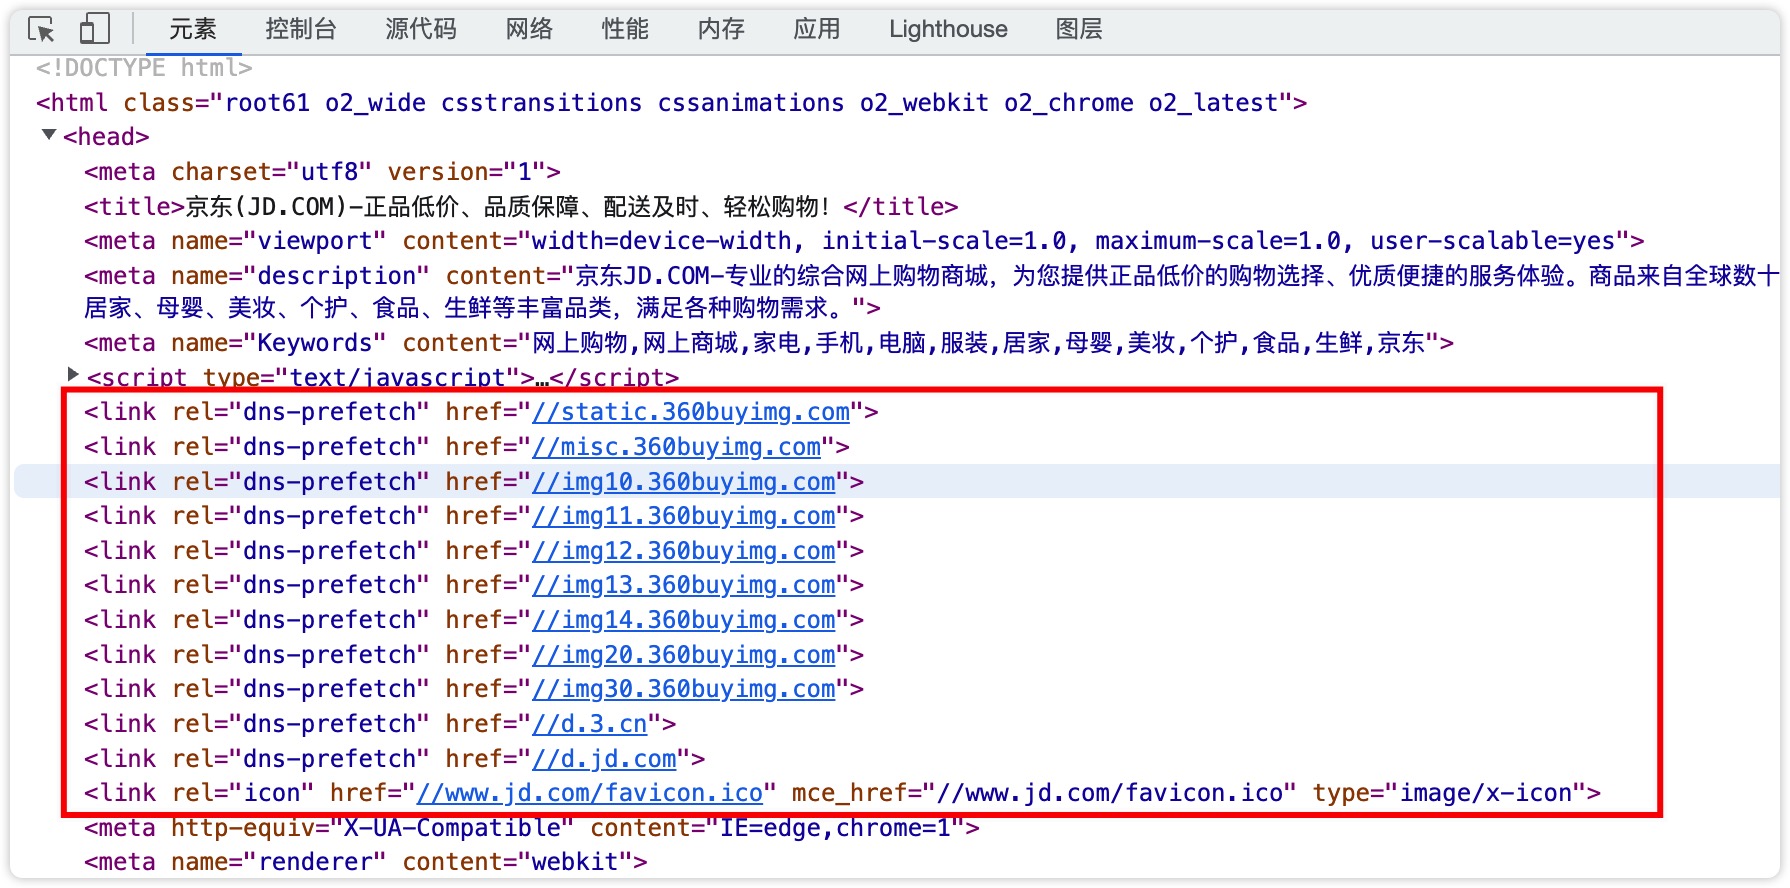 元素 控制台 源代码 网络 性能 内存 应用 Lighthouse 图层
<!DOCTYPE html>
<html class="root61 o2_wide csstransitions cssanimations o2_webkit o2_chrome o2_latest">
<head>
<meta charset="utf8" version="1">
<title>京东(JD.COM)-正品低价、品质保障、配送及时、轻松购物！</title>
<meta name="viewport" content="width=device-width, initial-scale=1.0, maximum-scale=1.0, user-scalable=yes">
<meta name="description" content="京东JD.COM-专业的综合网上购物商城，为您提供正品低价的购物选择、优质便捷的服务体验。商品来自全球数十
居家、母婴、美妆、个护、食品、生鲜等丰富品类，满足各种购物需求。">
<meta name="Keywords" content="网上购物,网上商城,家电,手机,电脑,服装,居家,母婴,美妆,个护,食品,生鲜,京东">
<script type="text/javascript">…</script>
<link rel="dns-prefetch" href="//static.360buyimg.com">
<link rel="dns-prefetch" href="//misc.360buyimg.com">
<link rel="dns-prefetch" href="//img10.360buyimg.com">
<link rel="dns-prefetch" href="//img11.360buyimg.com">
<link rel="dns-prefetch" href="//img12.360buyimg.com">
<link rel="dns-prefetch" href="//img13.360buyimg.com">
<link rel="dns-prefetch" href="//img14.360buyimg.com">
<link rel="dns-prefetch" href="//img20.360buyimg.com">
<link rel="dns-prefetch" href="//img30.360buyimg.com">
<link rel="dns-prefetch" href="//d.3.cn">
<link rel="dns-prefetch" href="//d.jd.com">
<link rel="icon" href="//www.jd.com/favicon.ico" mce_href="//www.jd.com/favicon.ico" type="image/x-icon">
<meta http-equiv="X-UA-Compatible" content="IE=edge,chrome=1">
<meta name="renderer" content="webkit">